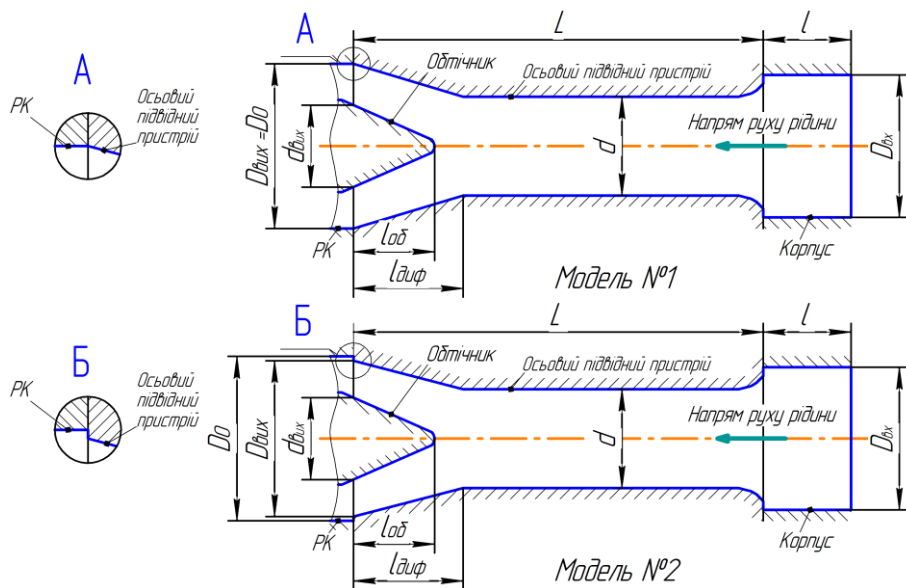 А
А
L
l
РК
Осьовий
підвідний
пристрій
Обтічник
Осьовий підвідний пристрій
Dвих=Dо
dвих
d
Напрям руху рідини
Dвх
lоб
lдиф
РК
Корпус
Модель №1
Б
Б
L
l
РК
Осьовий
підвідний
пристрій
Обтічник
Осьовий підвідний пристрій
Dо
Dвих
dвих
d
Напрям руху рідини
Dвх
lоб
lдиф
РК
Корпус
Модель №2